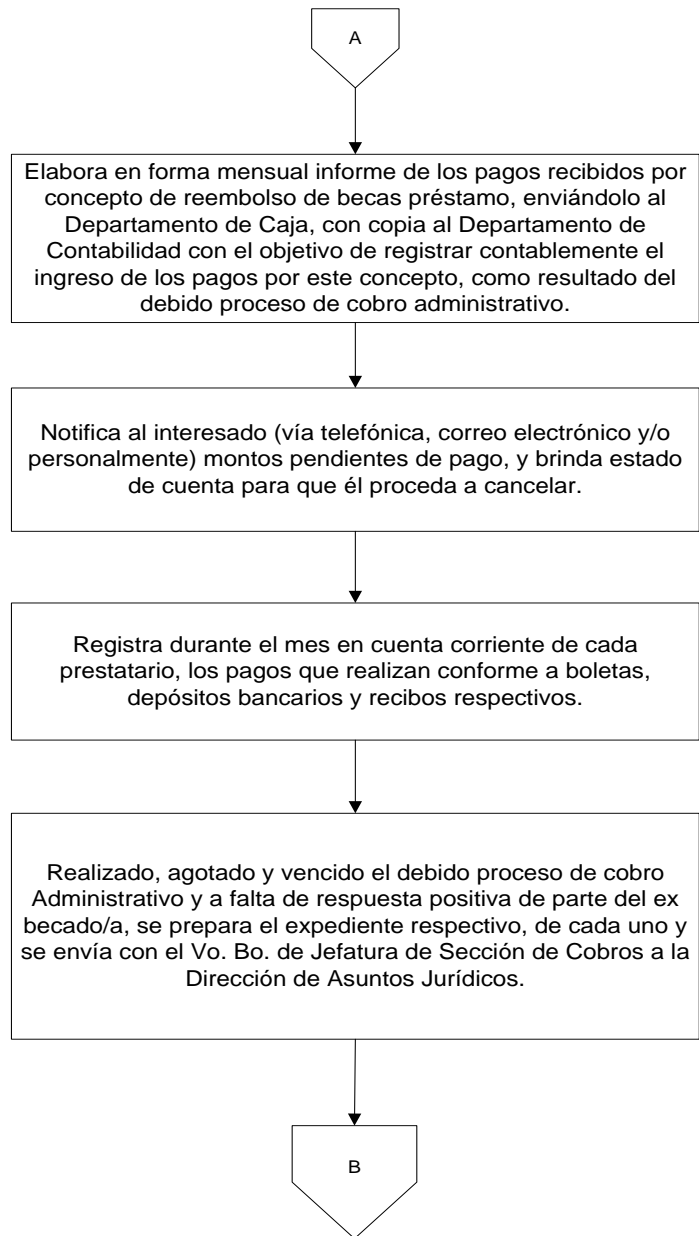 A
Elabora en forma mensual informe de los pagos recibidos por
concepto de reembolso de becas préstamo, enviándolo al
Departamento de Caja, con copia al Departamento de
Contabilidad con el objetivo de registrar contablemente el
ingreso de los pagos por este concepto, como resultado del
debido proceso de cobro administrativo.
Notifica al interesado (vía telefónica, correo electrónico y/o
personalmente) montos pendientes de pago, y brinda estado
de cuenta para que él proceda a cancelar.
Registra durante el mes en cuenta corriente de cada
prestatario, los pagos que realizan conforme a boletas,
depósitos bancarios y recibos respectivos.
Realizado, agotado y vencido el debido proceso de cobro
Administrativo y a falta de respuesta positiva de parte del ex
becado/a, se prepara el expediente respectivo, de cada uno y
se envía con el Vo. Bo. de Jefatura de Sección de Cobros a la
Dirección de Asuntos Jurídicos.
B